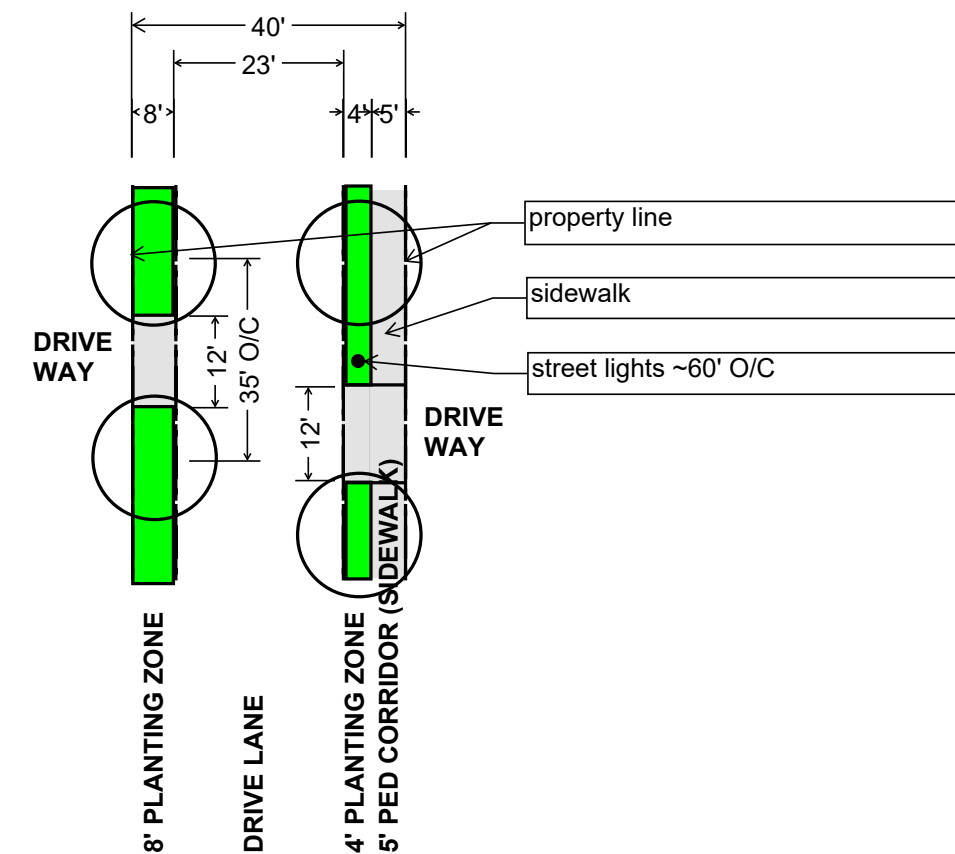 40'
23'
8'
4'
5'
property line
sidewalk
street lights ~60' O/C
DRIVE
WAY
12'
35' O/C
12'
DRIVE
WAY
8' PLANTING ZONE
DRIVE LANE
4' PLANTING ZONE
5' PED CORRIDOR (SIDEWALK)